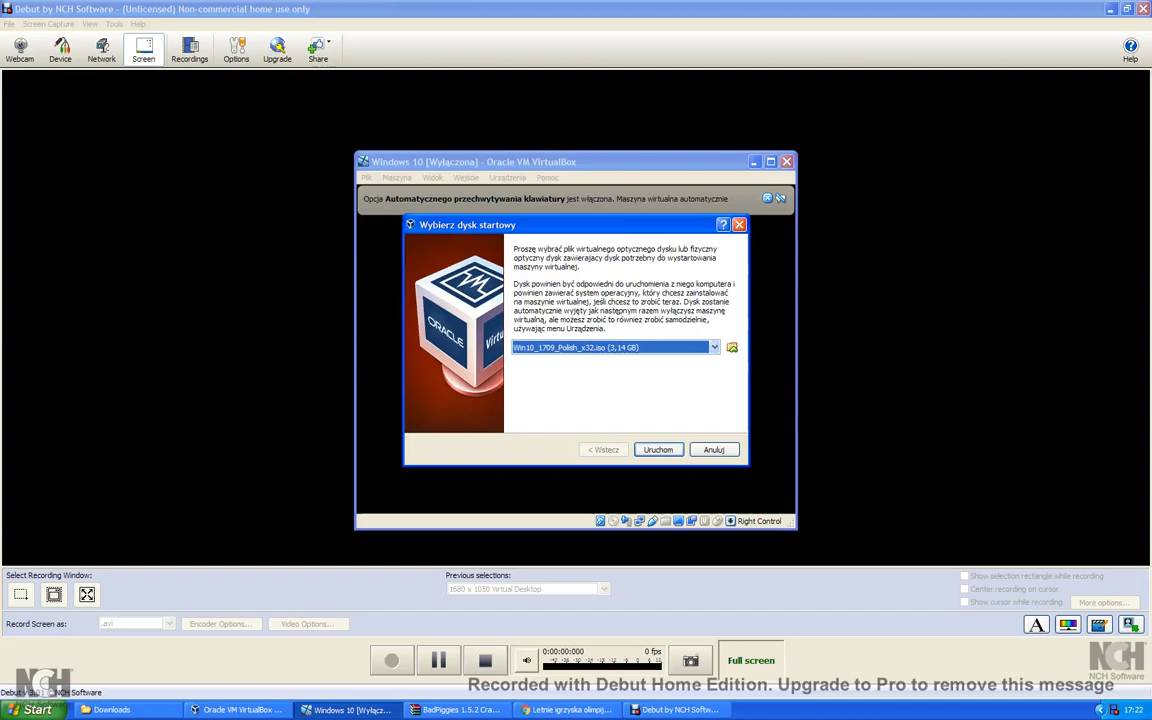 Debut by NCH Software - (Unlicensed) Non-commercial home use only
File Screen Capture View Tools Help
Webcam Device Network Screen Recordings Options Upgrade Share Help
Windows 10 [Wyłączona] - Oracle VM VirtualBox
Plik Maszyna Widok Wejście Urządzenia Pomoc
Opcja Automatycznego przechwytywania klawiatury jest włączona. Maszyna wirtualna automatycznie
Wybierz dysk startowy
Proszę wybrać plik wirtualnego optycznego dysku lub fizyczny
optyczny dysk zawierajacy dysk potrzebny do wystartowania
maszyny wirtualnej.
Dysk powinien być odpowiedni do uruchomienia z niego komputera i
powinien zawierać system operacyjny, który chcesz zainstalować
na maszynie wirtualnej, jeśli chcesz to zrobić teraz. Dysk zostanie
automatycznie wyjęty jak następnym razem wyłączysz maszynę
wirtualną, ale możesz zrobić to również zrobić samodzielnie,
używając menu Urządzenia.
ORACLE
Win10_1709_Polish_x32.iso (3,14 GB)
< Wstecz Uruchom Anuluj
Right Control
Select Recording Window:
Previous selections:
1680 x 1050 Virtual Desktop
Show selection rectangle while recording
Center recording on cursor
Show cursor while recording
More options...
Record Screen as: .avi Encoder Options... Video Options...
0:00:00:000 0 fps
Full screen
NCH Software
NCH Software
Debut v 3.01 © NCH Software
Recorded with Debut Home Edition. Upgrade to Pro to remove this message
Start Downloads Oracle VM VirtualBox ... Windows 10 [Wyłącz... BadPiggies 1.5.2 Cra... Letnie igrzyska olimpij... Debut by NCH Softw... 17:22